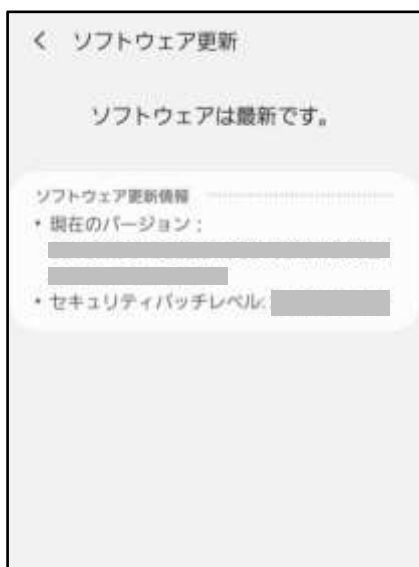 ソフトウェア更新
ソフトウェアは最新です。
ソフトウェア更新情報
・現在のバージョン：
・セキュリティパッチレベル: